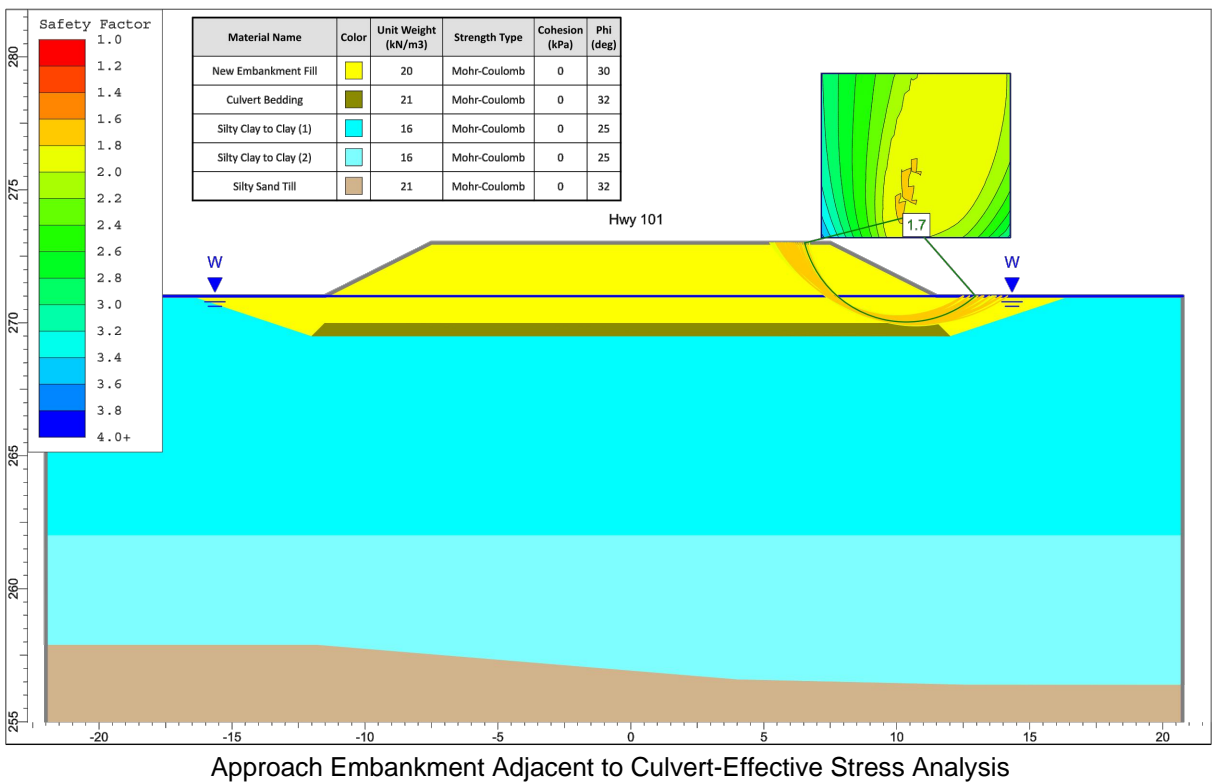 Safety Factor
1.0
1.2
1.4
1.6
1.8
2.0
2.2
2.4
2.6
2.8
3.0
3.2
3.4
3.6
3.8
4.0+
Material Name Color Unit Weight (kN/m3) Strength Type Cohesion (kPa) Phi (deg)
New Embankment Fill 20 Mohr-Coulomb 0 30
Culvert Bedding 21 Mohr-Coulomb 0 32
Silty Clay to Clay (1) 16 Mohr-Coulomb 0 25
Silty Clay to Clay (2) 16 Mohr-Coulomb 0 25
Silty Sand Till 21 Mohr-Coulomb 0 32
Hwy 101
1.7
W W
280
275
270
265
260
255
-20 -15 -10 -5 0 5 10 15 20
Approach Embankment Adjacent to Culvert-Effective Stress Analysis